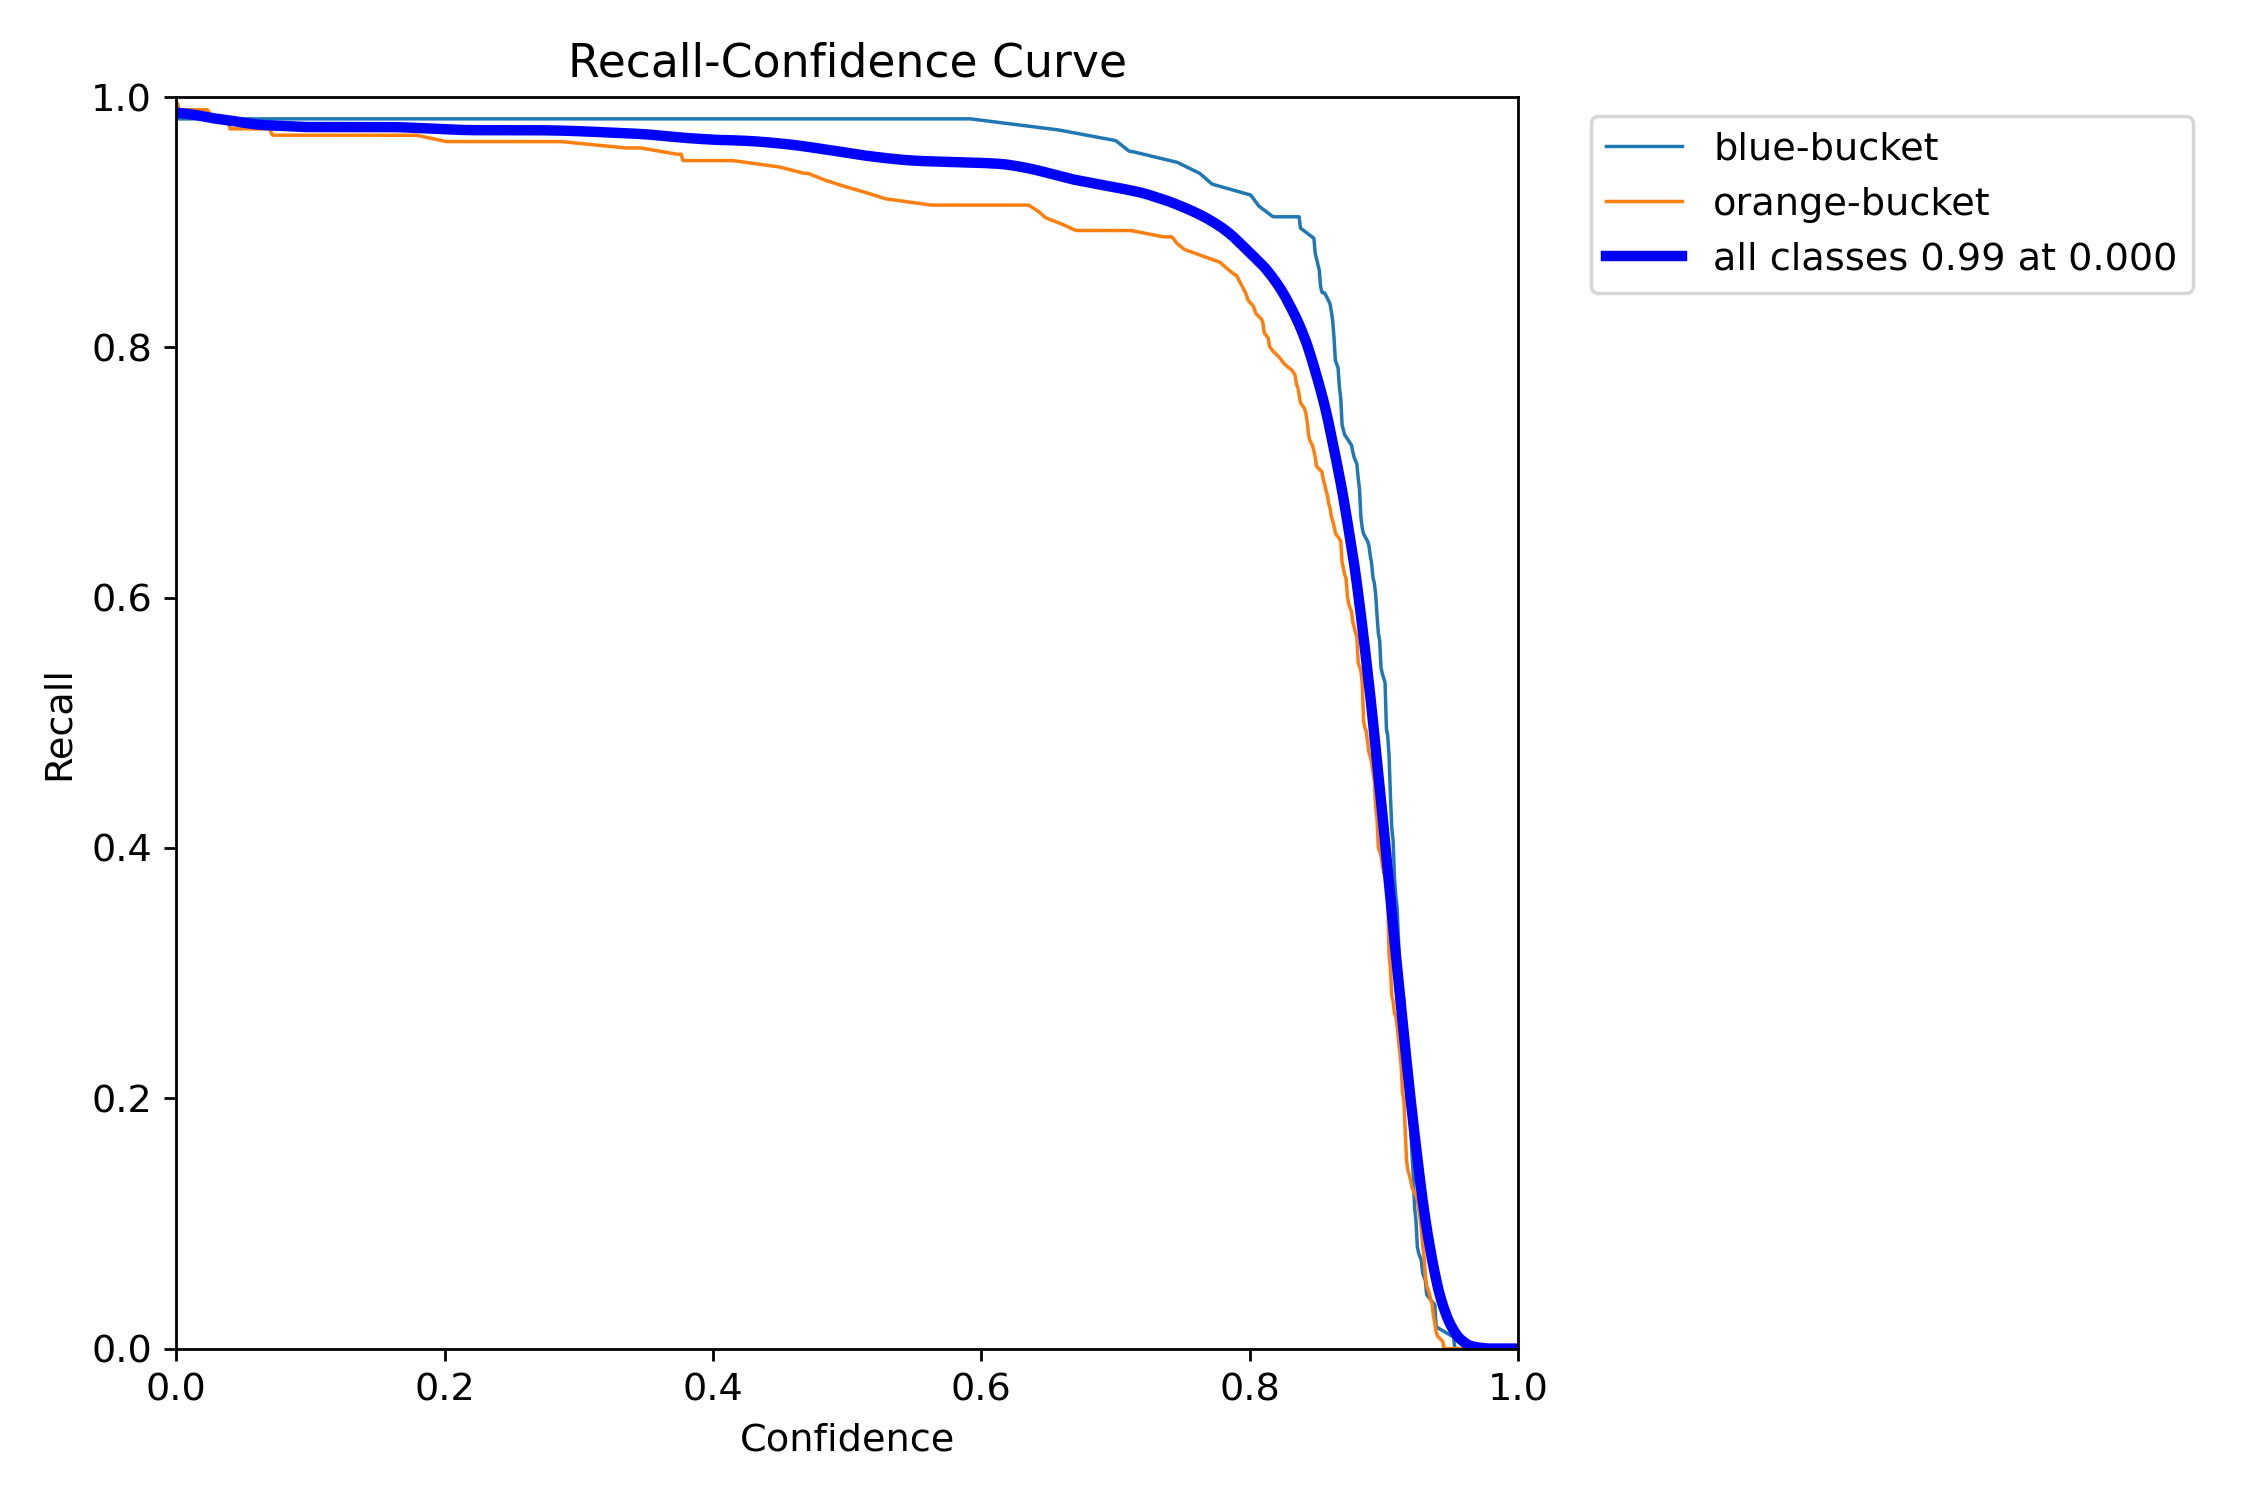 Recall-Confidence Curve
1.0
0.8
0.6
0.4
0.2
0.0
Recall
0.0 0.2 0.4 0.6 0.8 1.0
Confidence
blue-bucket
orange-bucket
all classes 0.99 at 0.000